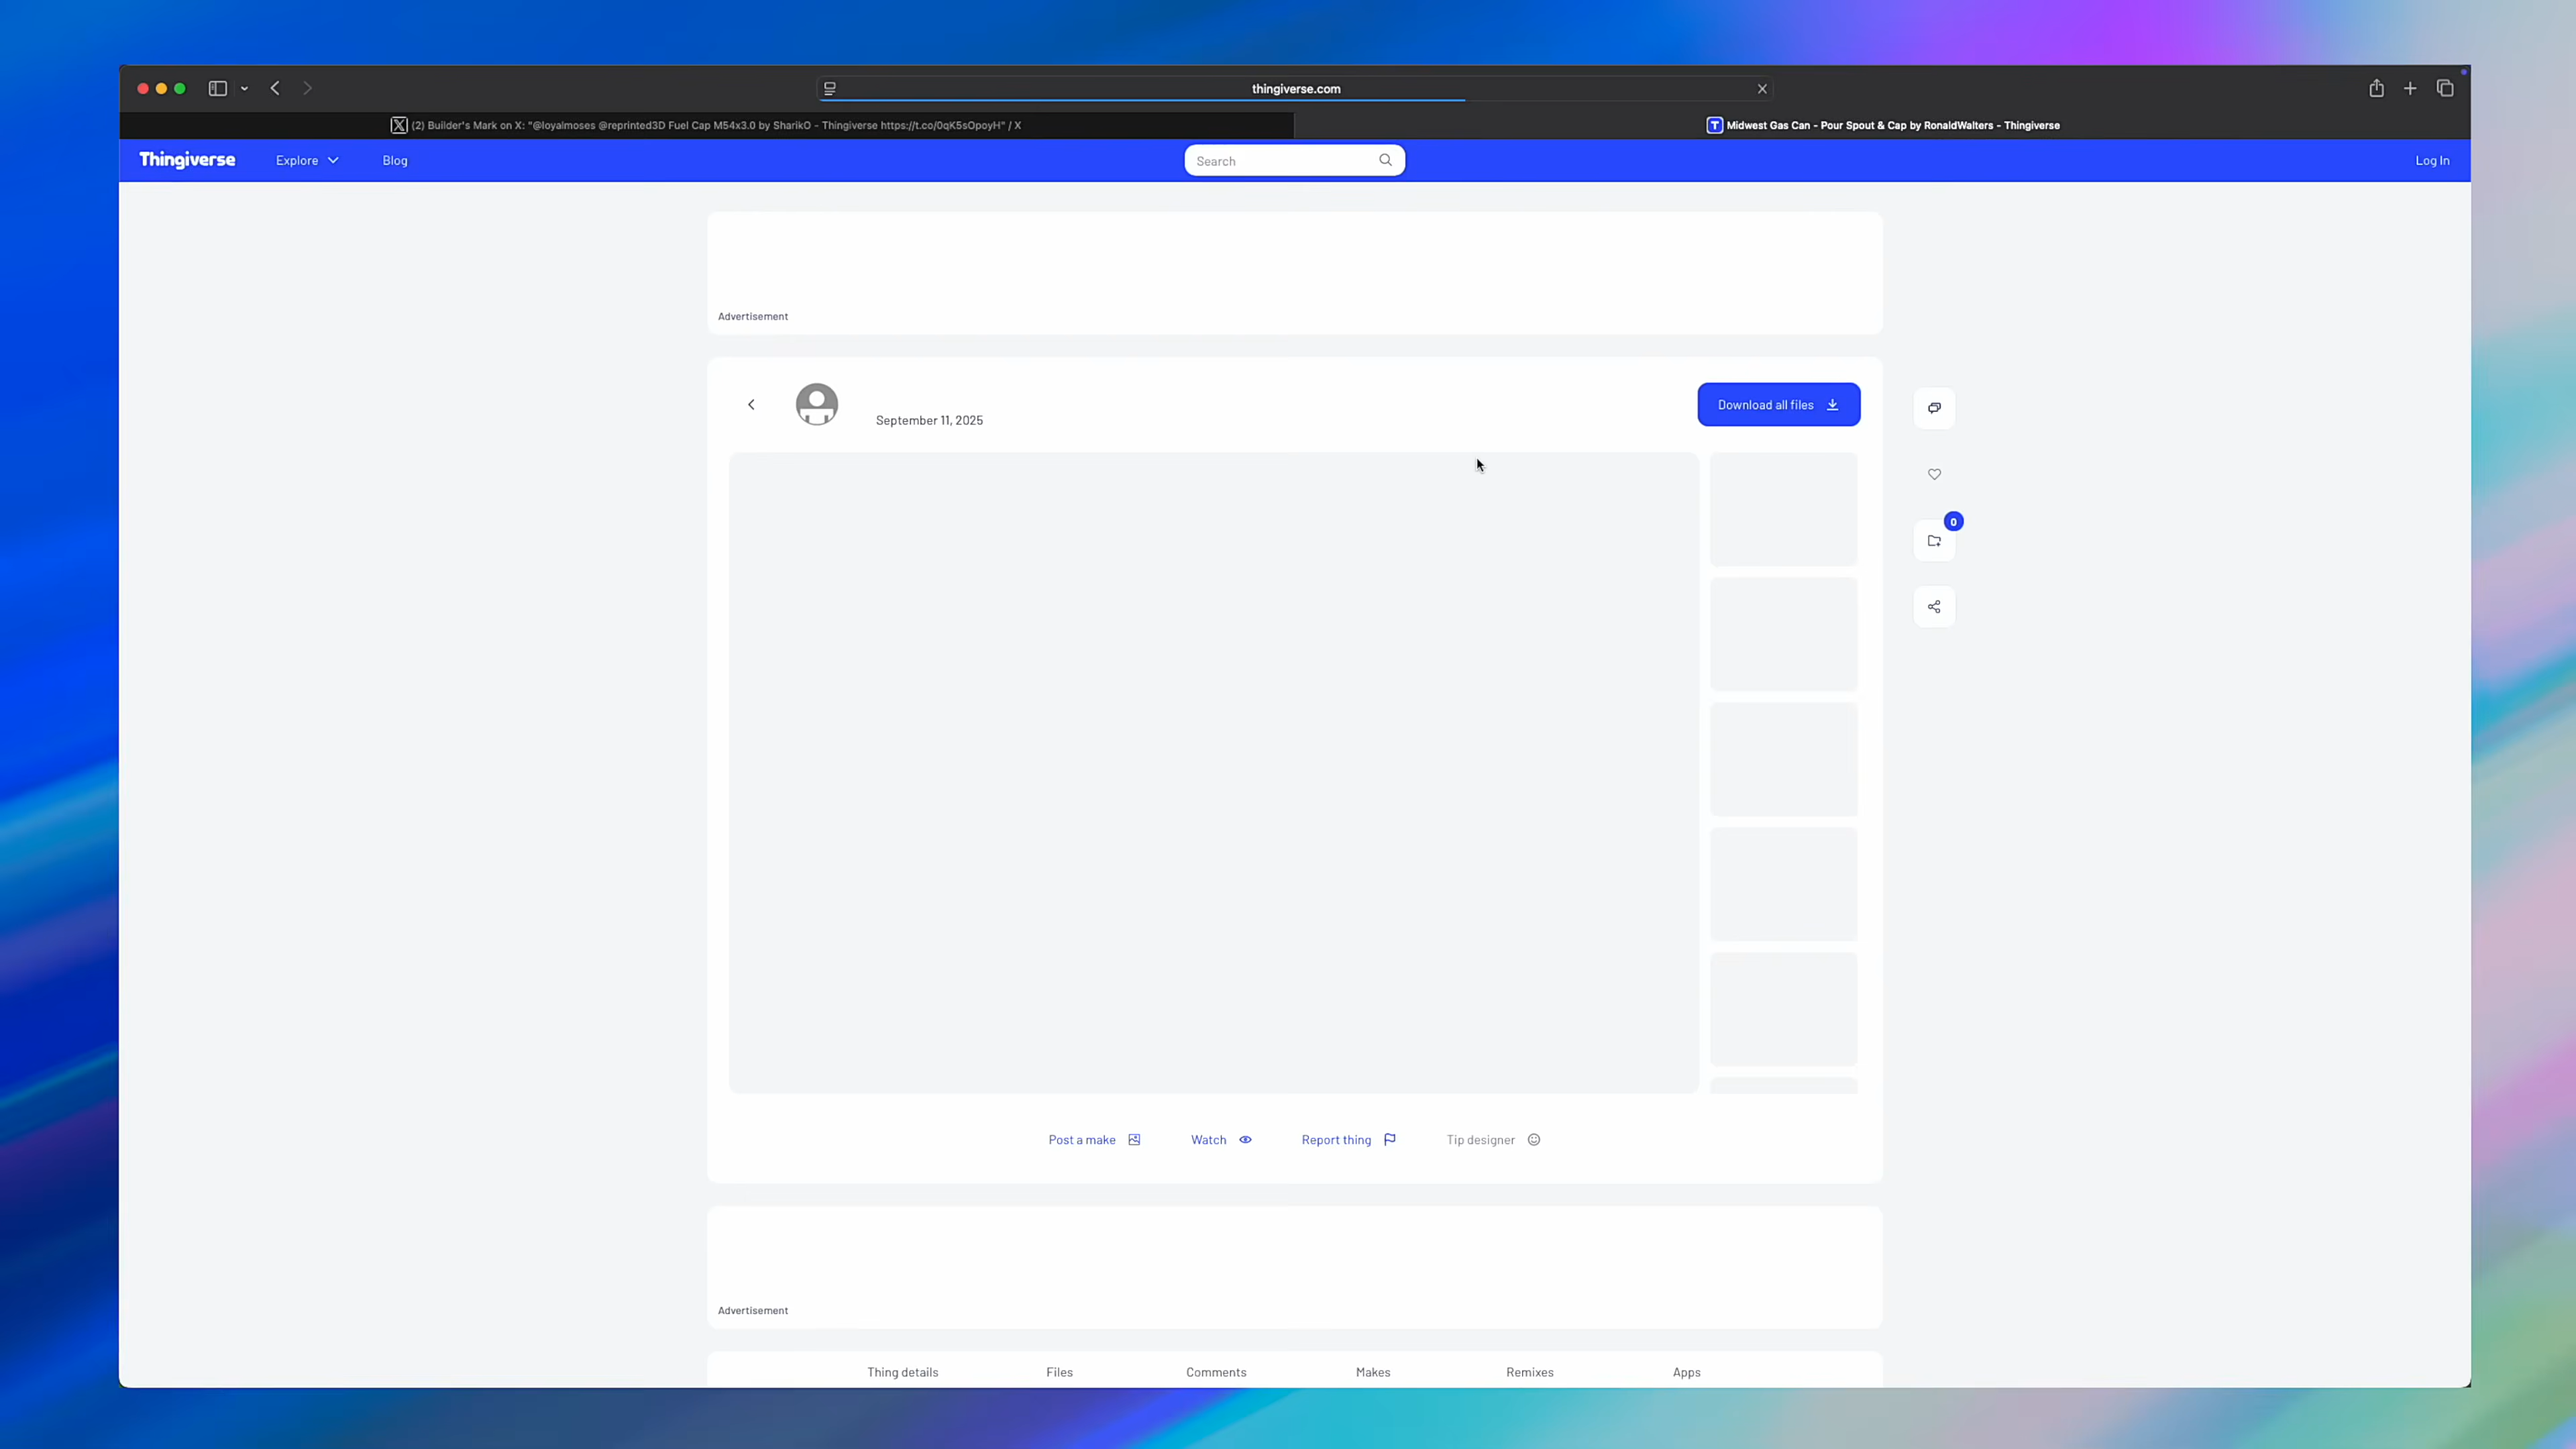 thingiverse.com
(2) Builder's Mark on X: "@loyalmoses @reprinted3D Fuel Cap M54x3.0 by SharikO - Thingiverse https://t.co/0qK5sOpoyH" / X
Midwest Gas Can - Pour Spout & Cap by RonaldWalters - Thingiverse
Thingiverse
Explore
Blog
Search
Log In
Advertisement
September 11, 2025
Download all files
0
Post a make
Watch
Report thing
Tip designer
Advertisement
Thing details
Files
Comments
Makes
Remixes
Apps